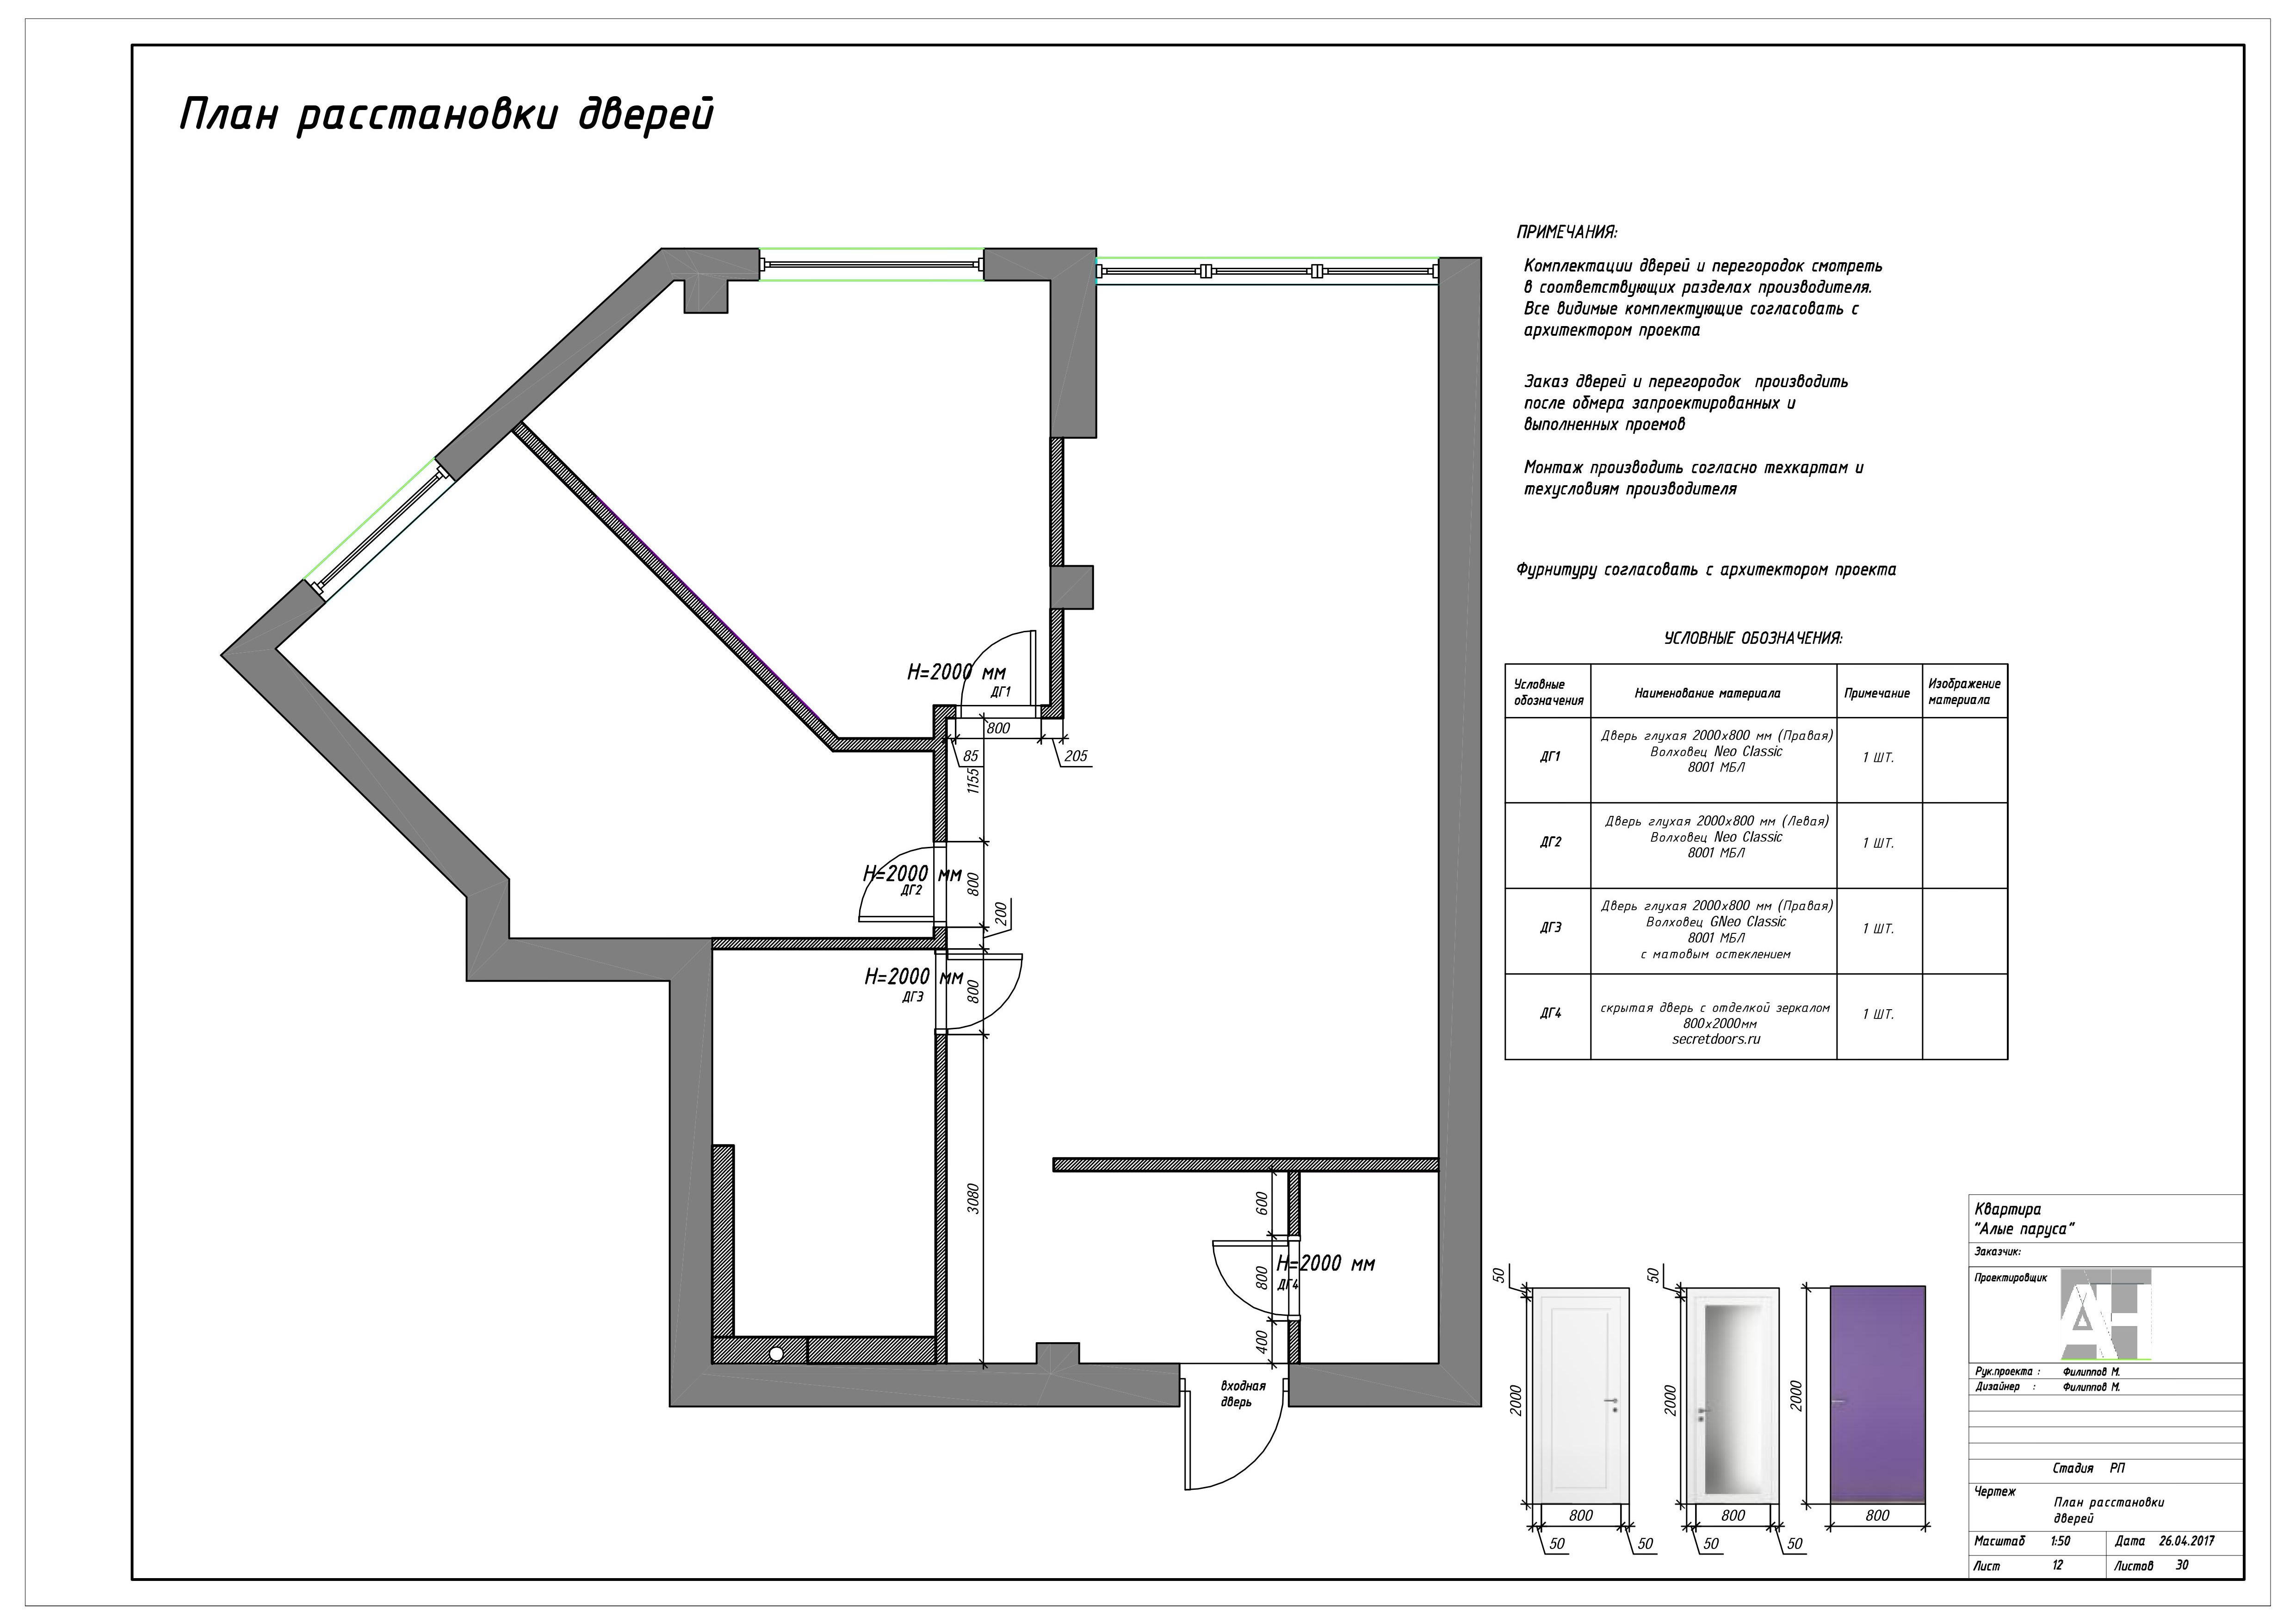 План расстановки дверей
ПРИМЕЧАНИЯ:
Комплектации дверей и перегородок смотреть
в соответствующих разделах производителя.
Все видимые комплектующие согласовать с
архитектором проекта
Заказ дверей и перегородок производить
после обмера запроектированных и
выполненных проемов
Монтаж производить согласно техкартам и
техусловиям производителя
Фурнитуру согласовать с архитектором проекта
УСЛОВНЫЕ ОБОЗНАЧЕНИЯ:
Условные
обозначения
Наименование материала
Примечание
Изображение
материала
ДГ1
Дверь глухая 2000х800 мм (Правая)
Волховец Neo Classic
8001 МБЛ
1 ШТ.
ДГ2
Дверь глухая 2000х800 мм (Левая)
Волховец Neo Classic
8001 МБЛ
1 ШТ.
ДГ3
Дверь глухая 2000х800 мм (Правая)
Волховец GNeo Classic
8001 МБЛ
с матовым остеклением
1 ШТ.
ДГ4
скрытая дверь с отделкой зеркалом
800х2000мм
secretdoors.ru
1 ШТ.
H=2000 мм
ДГ1
800
85
205
1155
H=2000 мм
ДГ2
800
200
H=2000 мм
ДГ3
800
3080
600
H=2000 мм
ДГ4
800
400
входная
дверь
50
2000
800
50
50
50
2000
800
50
50
2000
800
Квартира
"Алые паруса"
Заказчик:
Проектировщик
АН
Рук.проекта : Филиппов М.
Дизайнер : Филиппов М.
Стадия РП
Чертеж
План расстановки
дверей
Масштаб 1:50 Дата 26.04.2017
Лист 12 Листов 30